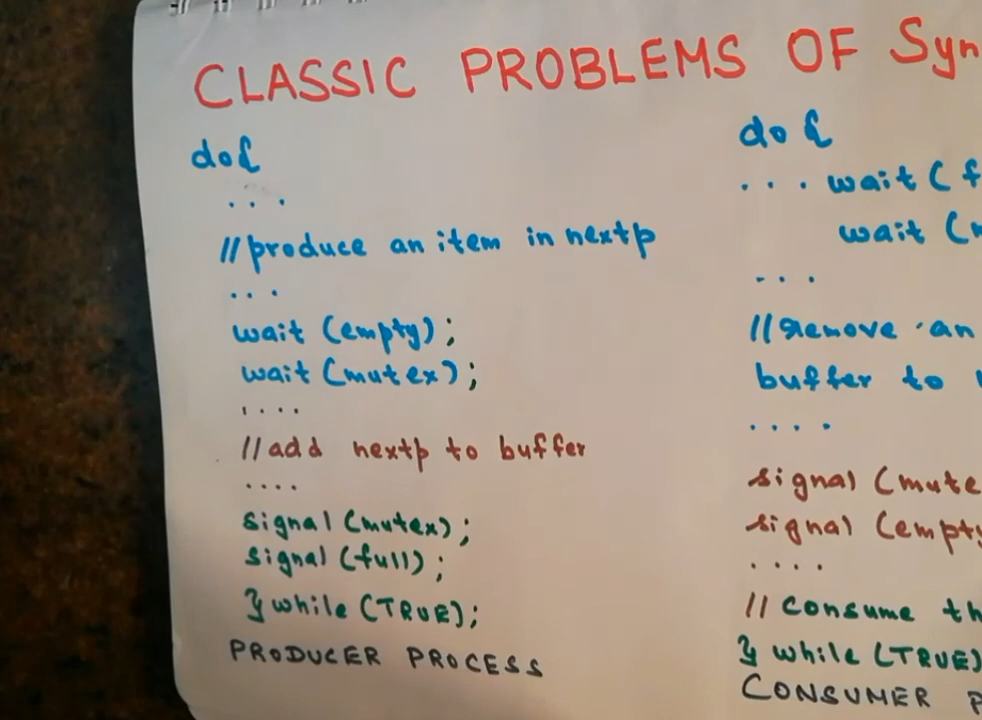 CLASSIC PROBLEMS OF Syn
do{
...
//produce an item in nextp
...
wait (empty);
wait (mutex);
....
//add nextp to buffer
....
signal (mutex);
signal (full);
} while (TRUE);
PRODUCER PROCESS
do {
... wait ( f
wait (m
...
//remove an
buffer to
....
signal (mute
signal (empty
....
// consume th
} while (TRUE)
CONSUMER P